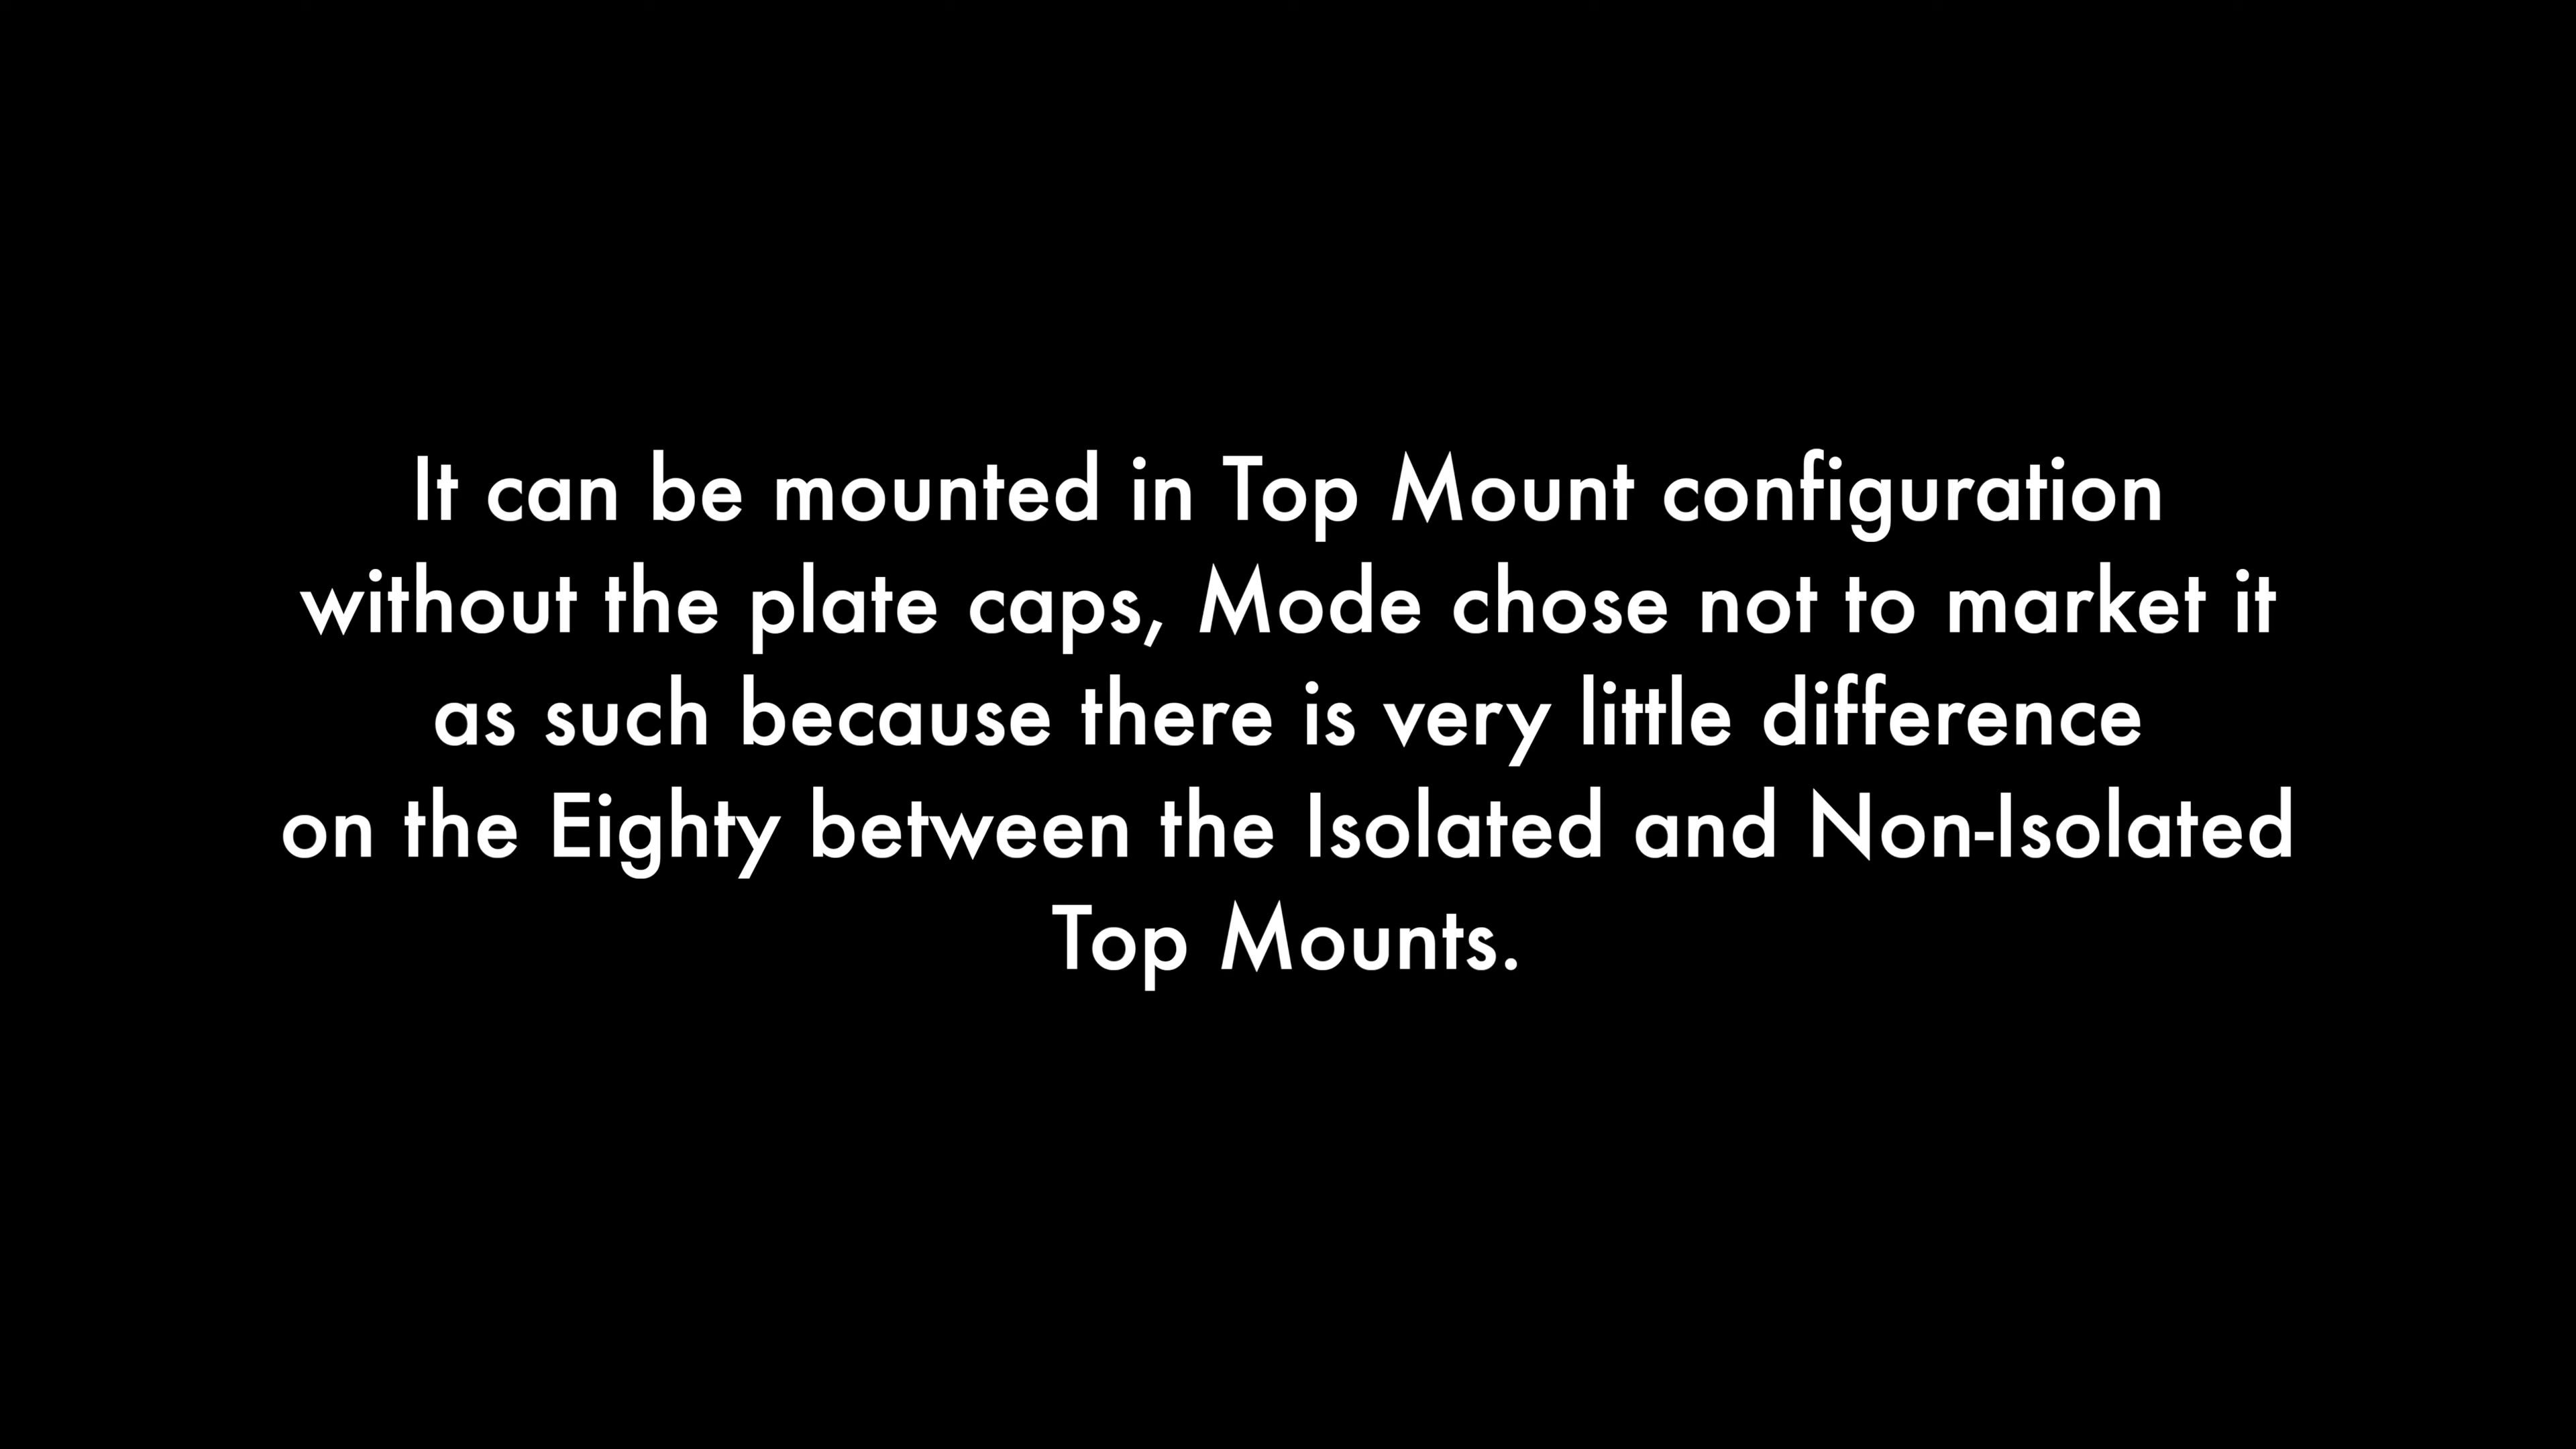 It can be mounted in Top Mount configuration
without the plate caps, Mode chose not to market it
as such because there is very little difference
on the Eighty between the Isolated and Non-Isolated
Top Mounts.